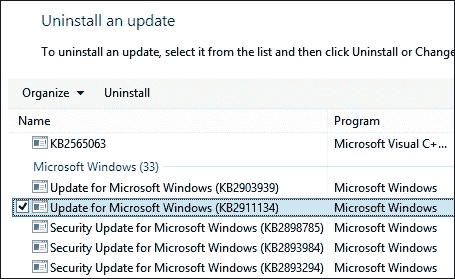 Uninstall an update
To uninstall an update, select it from the list and then click Uninstall or Change
Organize Uninstall
Name Program
KB2565063 Microsoft Visual C+...
Microsoft Windows (33)
Update for Microsoft Windows (KB2903939) Microsoft Windows
Update for Microsoft Windows (KB2911134) Microsoft Windows
Security Update for Microsoft Windows (KB2898785) Microsoft Windows
Security Update for Microsoft Windows (KB2893984) Microsoft Windows
Security Update for Microsoft Windows (KB2893294) Microsoft Windows